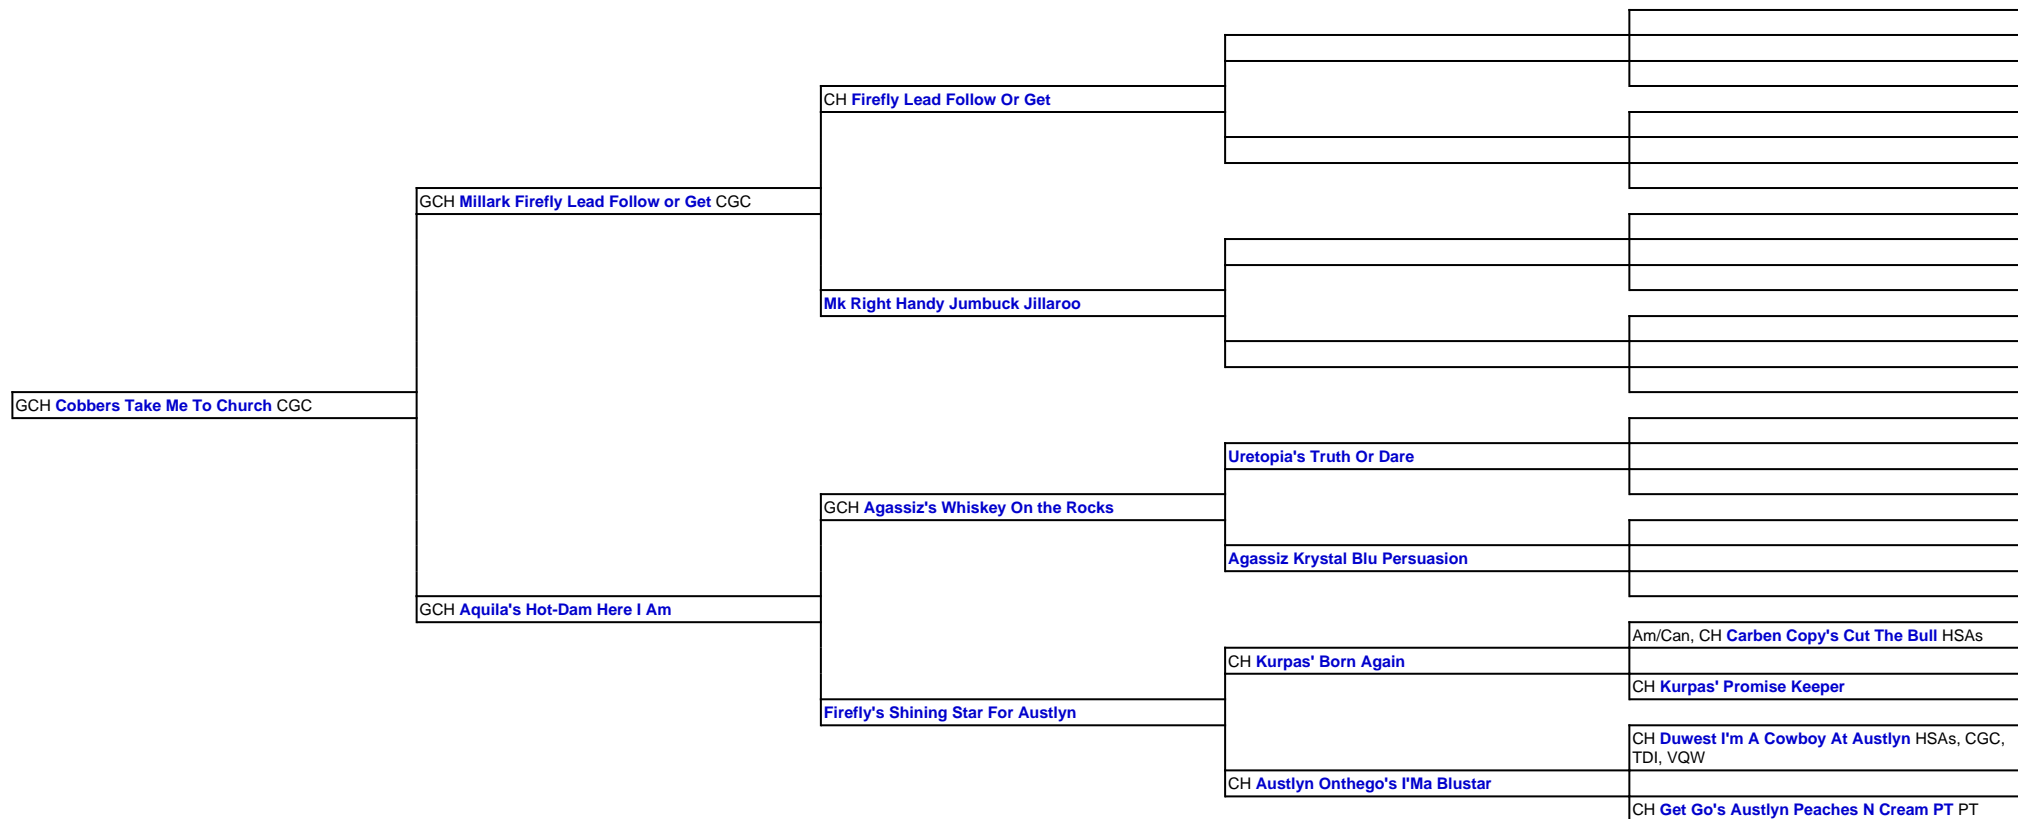 CH Firefly Lead Follow Or Get
GCH Millark Firefly Lead Follow or Get CGC
Mk Right Handy Jumbuck Jillaroo
GCH Cobbers Take Me To Church CGC
Uretopia's Truth Or Dare
GCH Agassiz's Whiskey On the Rocks
Agassiz Krystal Blu Persuasion
GCH Aquila's Hot-Dam Here I Am
Am/Can, CH Carben Copy's Cut The Bull HSAs
CH Kurpas' Born Again
CH Kurpas' Promise Keeper
Firefly's Shining Star For Austlyn
CH Duwest I'm A Cowboy At Austlyn HSAs, CGC,
TDI, VQW
CH Austlyn Onthego's I'Ma Blustar
CH Get Go's Austlyn Peaches N Cream PT PT